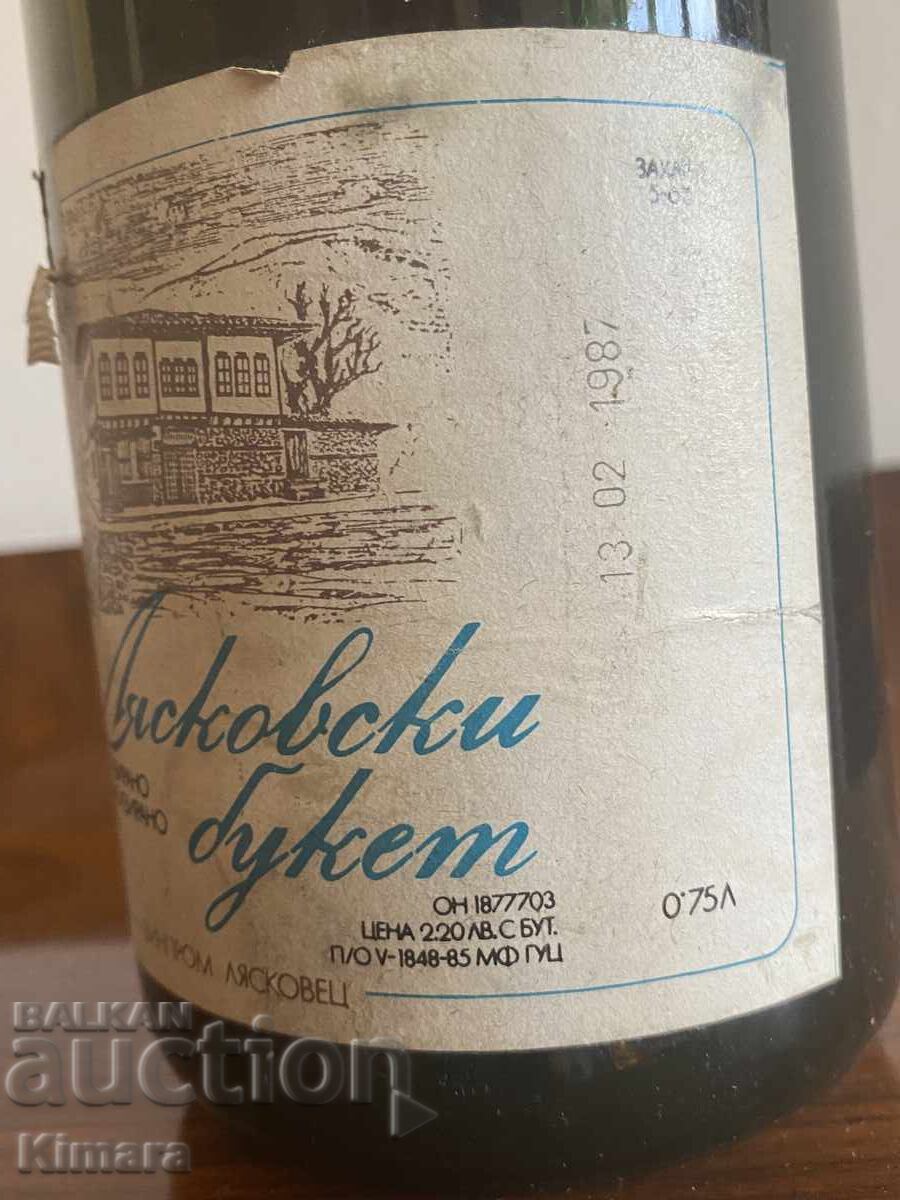 13 02 1987
Лясковски
букет
ОН 1877703
ЦЕНА 2.20 ЛВ. С БУТ.
П/О V-1848-85 МФ ГУЦ
0·75Л
ЛЯСКОВЕЦ
BALKAN
auction
Kimara